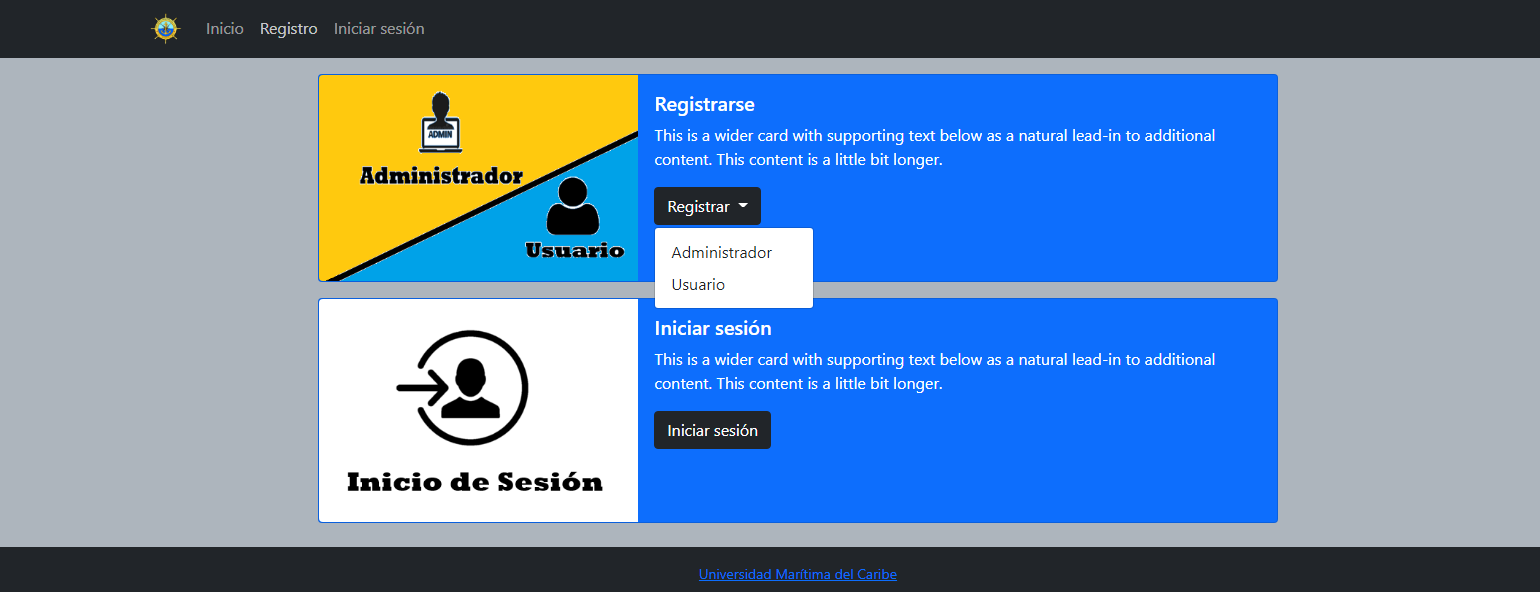 Inicio Registro Iniciar sesión
ADMIN
Administrador
Usuario
Registrarse
This is a wider card with supporting text below as a natural lead-in to additional
content. This content is a little bit longer.
Registrar
Administrador
Usuario
Inicio de Sesión
Iniciar sesión
This is a wider card with supporting text below as a natural lead-in to additional
content. This content is a little bit longer.
Iniciar sesión
Universidad Marítima del Caribe